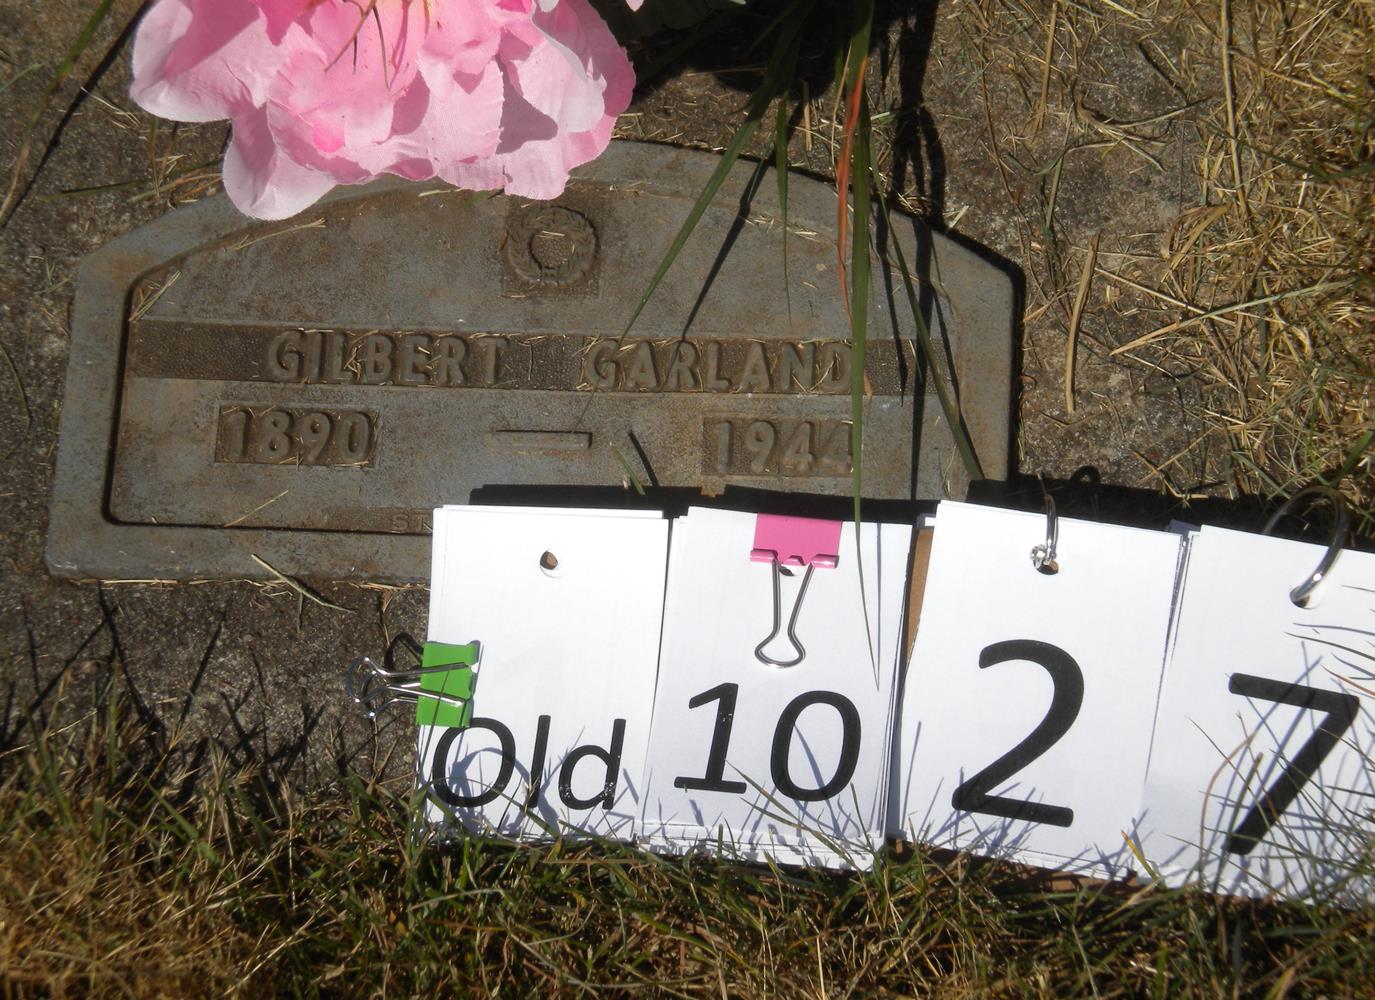 GILBERT GARLAND
1890 — 1944
Old 10 2 7